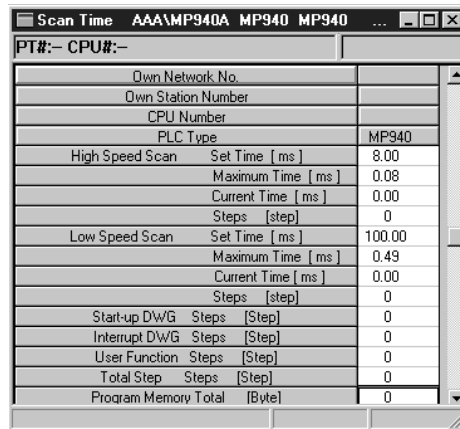 Scan Time AAA\MP940A MP940 MP940 ...
PT#:– CPU#:–
Own Network No.
Own Station Number
CPU Number
PLC Type MP940
High Speed Scan Set Time [ ms ] 8.00
Maximum Time [ ms ] 0.08
Current Time [ ms ] 0.00
Steps [step] 0
Low Speed Scan Set Time [ ms ] 100.00
Maximum Time [ ms ] 0.49
Current Time [ ms ] 0.00
Steps [step] 0
Start-up DWG Steps [Step] 0
Interrupt DWG Steps [Step] 0
User Function Steps [Step] 0
Total Step Steps [Step] 0
Program Memory Total [Byte] 0